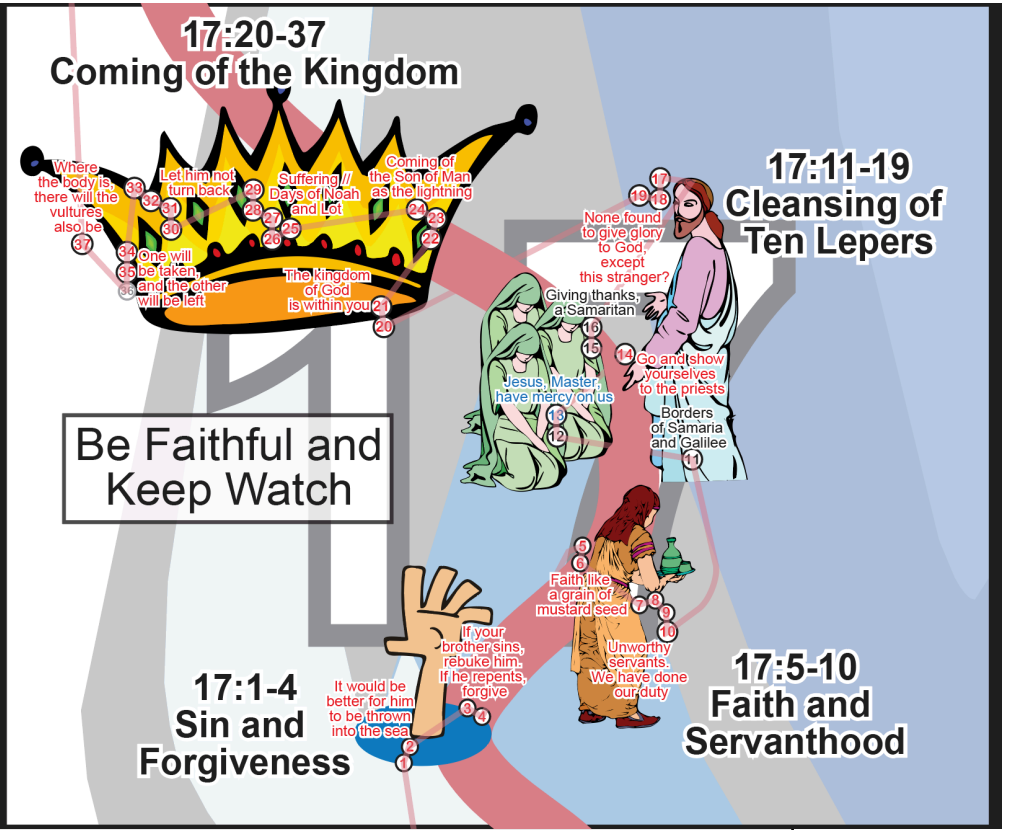 17:20-37
Coming of the Kingdom
Where
the body is,
there will the
vultures
also be
37
33
32
31
30
Let him not
turn back
29
28
27
26
25
Suffering //
Days of Noah
and Lot
Coming of
the Son of Man
as the lightning
24
23
22
34
35
36
One will
be taken,
and the other
will be left
The kingdom
of God
is within you
21
20
17:11-19
Cleansing of
Ten Lepers
17
19
18
None found
to give glory
to God,
except
this stranger?
Giving thanks,
a Samaritan
16
15
14
Go and show
yourselves
to the priests
Jesus, Master,
have mercy on us
13
12
Borders
of Samaria
and Galilee
11
17
Be Faithful and
Keep Watch
5
6
Faith like
a grain of
mustard seed
7
8
9
10
Unworthy
servants.
We have done
our duty
17:5-10
Faith and
Servanthood
If your
brother sins,
rebuke him.
If he repents,
forgive
3
4
It would be
better for him
to be thrown
into the sea
2
1
17:1-4
Sin and
Forgiveness